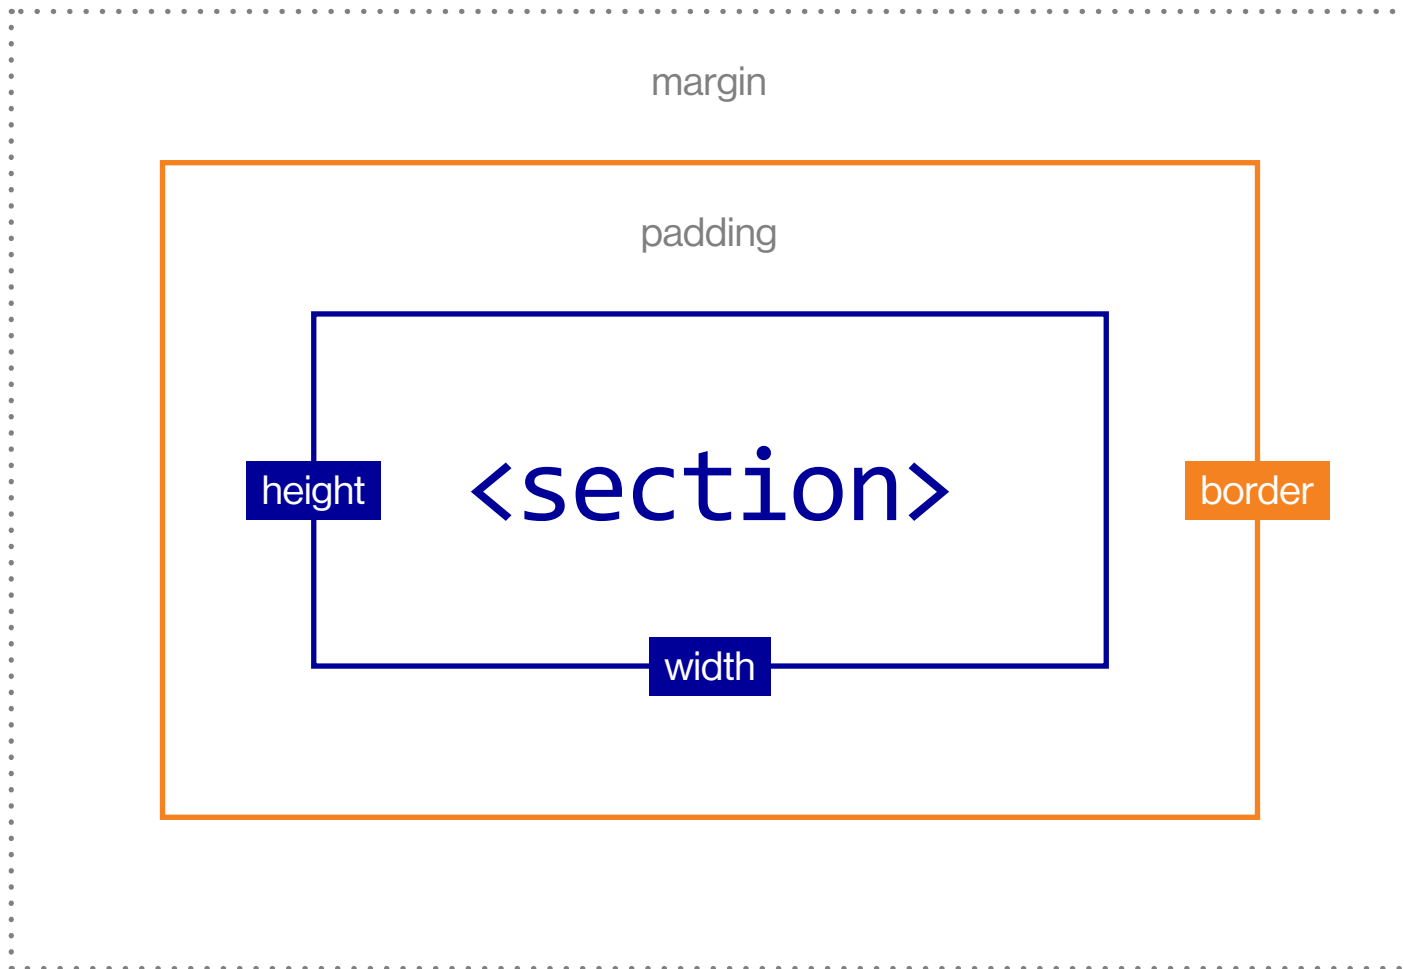 margin
padding
height
<section>
border
width